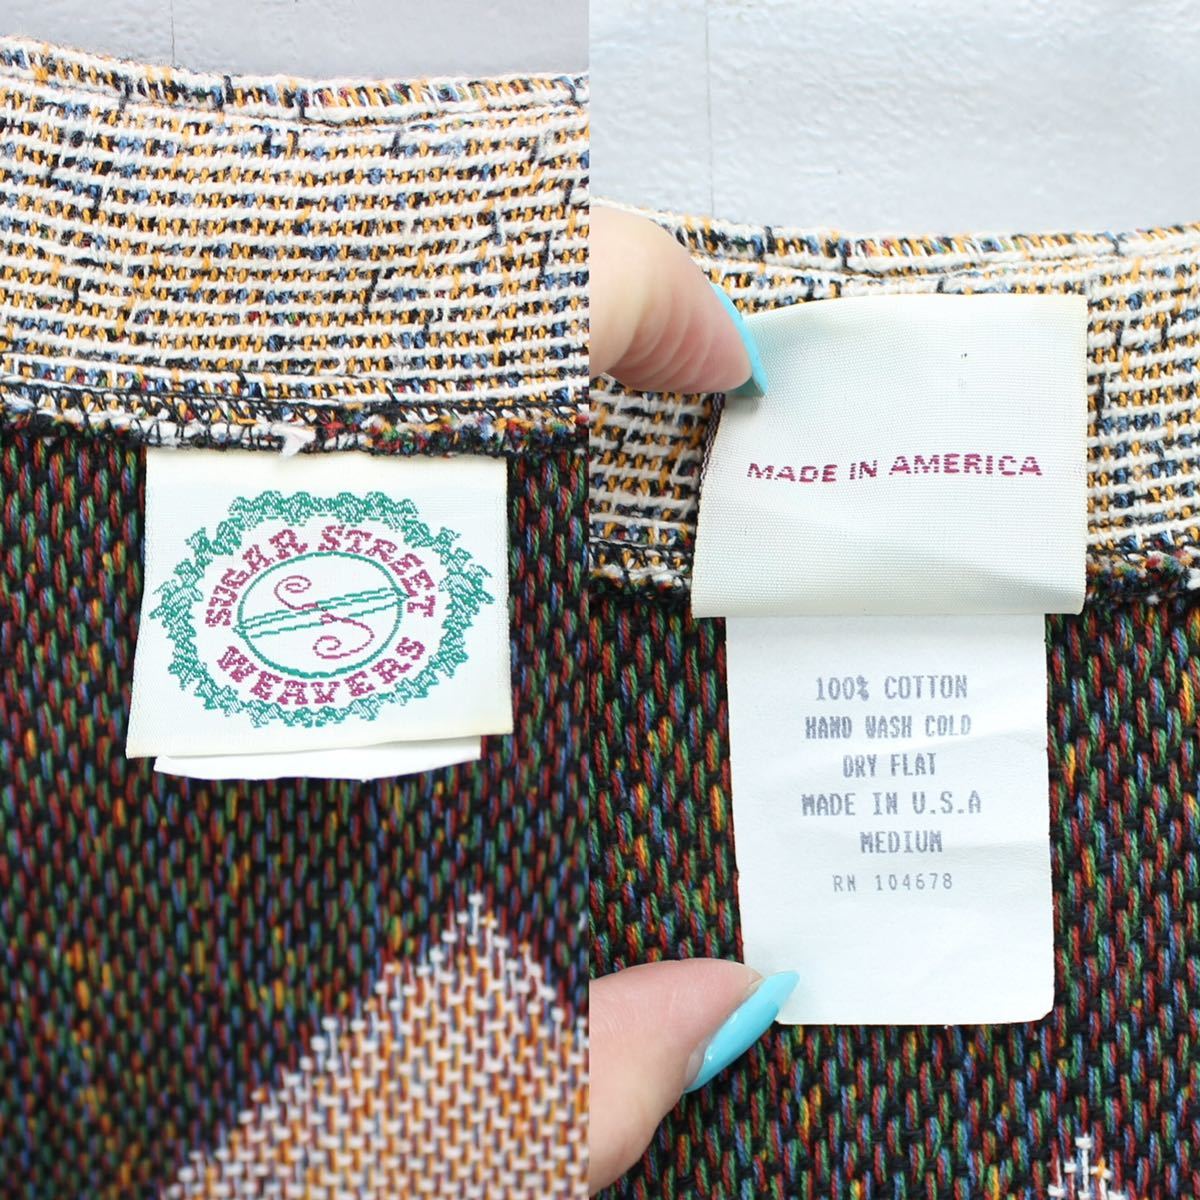 SUGAR STREET
WEAVERS
MADE IN AMERICA
100% COTTON
HAND WASH COLD
DRY FLAT
MADE IN U.S.A
MEDIUM
RN 104678